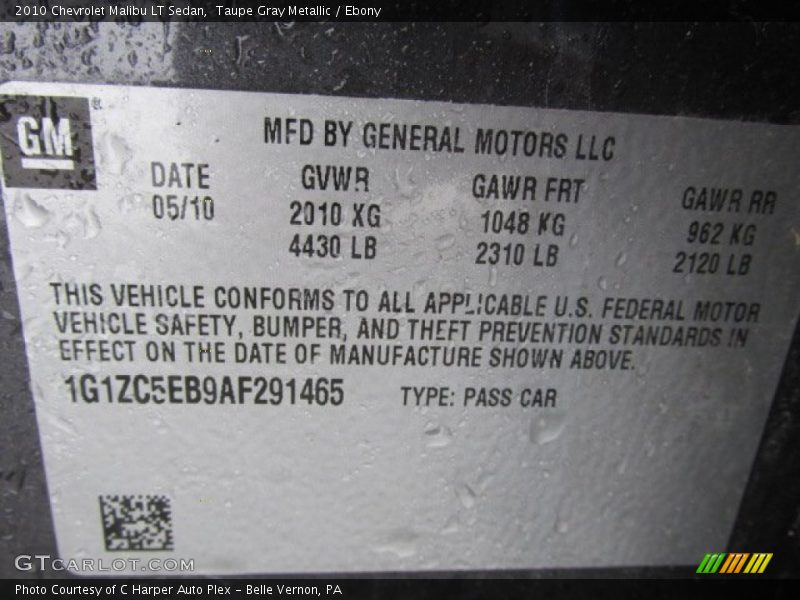 2010 Chevrolet Malibu LT Sedan,  Taupe Gray Metallic / Ebony
GM
MFD BY GENERAL MOTORS LLC
DATE GVWR GAWR FRT GAWR RR
05/10 2010 KG 1048 KG 962 KG
4430 LB 2310 LB 2120 LB
THIS VEHICLE CONFORMS TO ALL APPLICABLE U.S. FEDERAL MOTOR
VEHICLE SAFETY, BUMPER, AND THEFT PREVENTION STANDARDS IN
EFFECT ON THE DATE OF MANUFACTURE SHOWN ABOVE.
1G1ZC5EB9AF291465 TYPE: PASS CAR
GTCARLOT.COM
Photo Courtesy of C Harper Auto Plex – Belle Vernon, PA